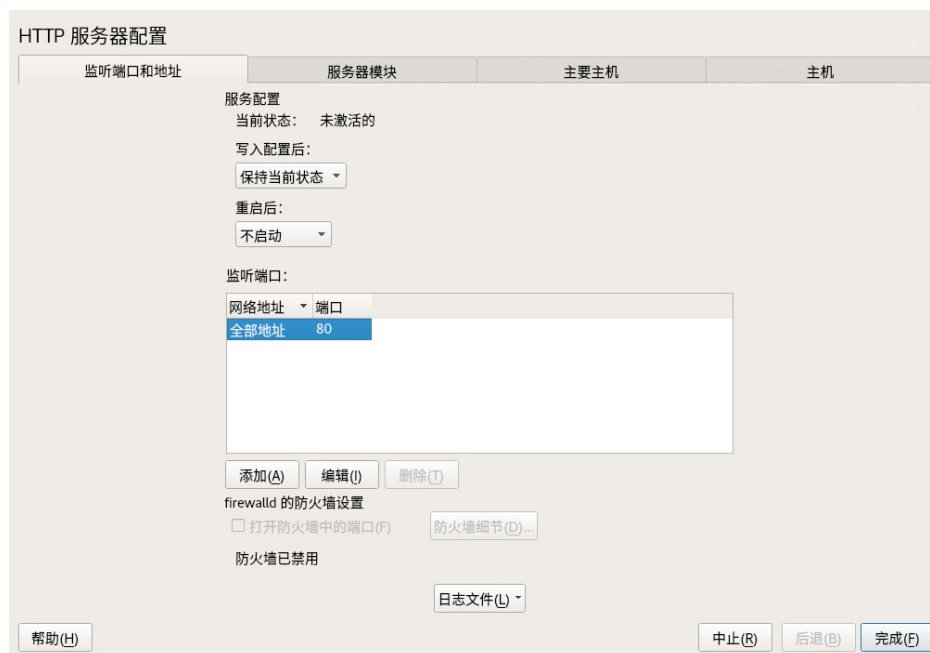 HTTP 服务器配置
监听端口和地址 服务器模块 主要主机 主机
服务配置
当前状态： 未激活的
写入配置后：
保持当前状态
重启后：
不启动
监听端口：
网络地址 端口
全部地址 80
添加(A) 编辑(I) 删除(T)
firewalld 的防火墙设置
打开防火墙中的端口(F) 防火墙细节(D)...
防火墙已禁用
日志文件(L)
帮助(H) 中止(R) 后退(B) 完成(F)